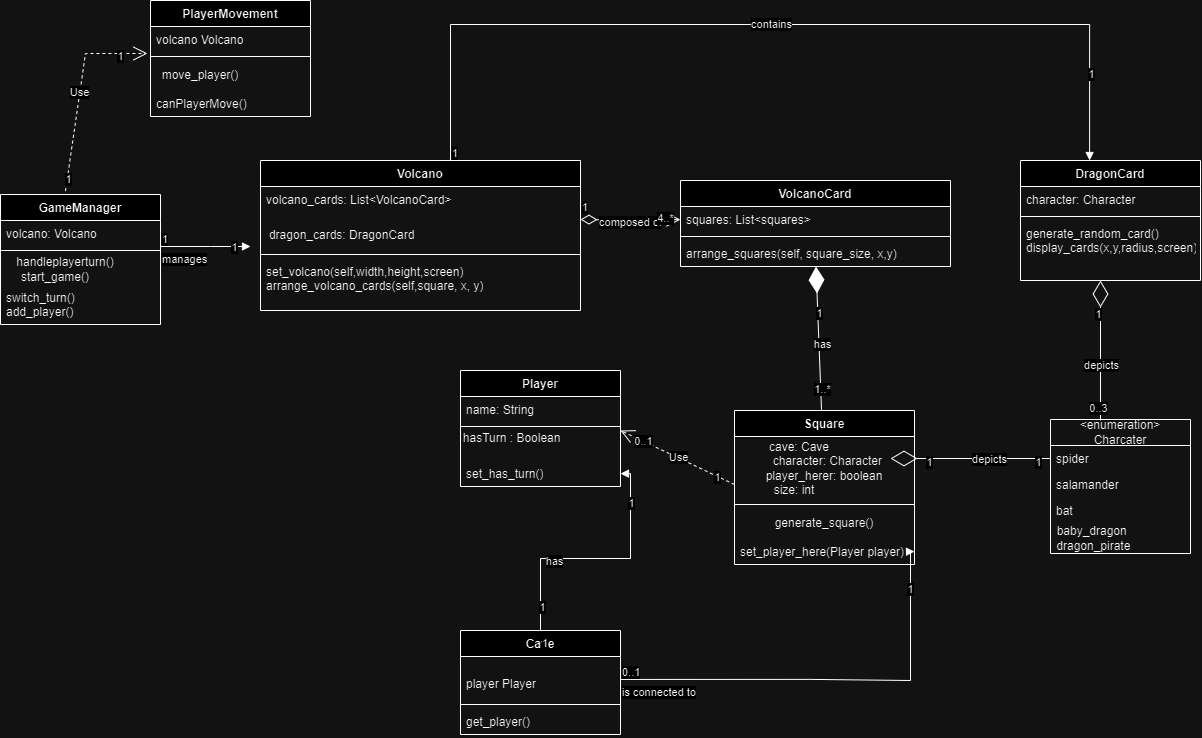 PlayerMovement
volcano Volcano
move_player()
canPlayerMove()
1
Use
1
contains
1
1
GameManager
volcano: Volcano
handleplayerturn()
start_game()
switch_turn()
add_player()
1
1
manages
Volcano
volcano_cards: List<VolcanoCard>
dragon_cards: DragonCard
set_volcano(self,width,height,screen)
arrange_volcano_cards(self,square, x, y)
1
composed
4..*
VolcanoCard
squares: List<squares>
arrange_squares(self, square_size, x,y)
DragonCard
character: Character
generate_random_card()
display_cards(x,y,radius,screen)
1
has
1..*
1
depicts
0..3
Player
name: String
hasTurn : Boolean
set_has_turn()
0..1
Use
1
Square
cave: Cave
character: Character
player_herer: boolean
size: int
generate_square()
set_player_here(Player player)
1
depicts
1
<enumeration>
Charcater
spider
salamander
bat
baby_dragon
dragon_pirate
1
has
1
1
player Player
get_player()
0..1
is connected to
1